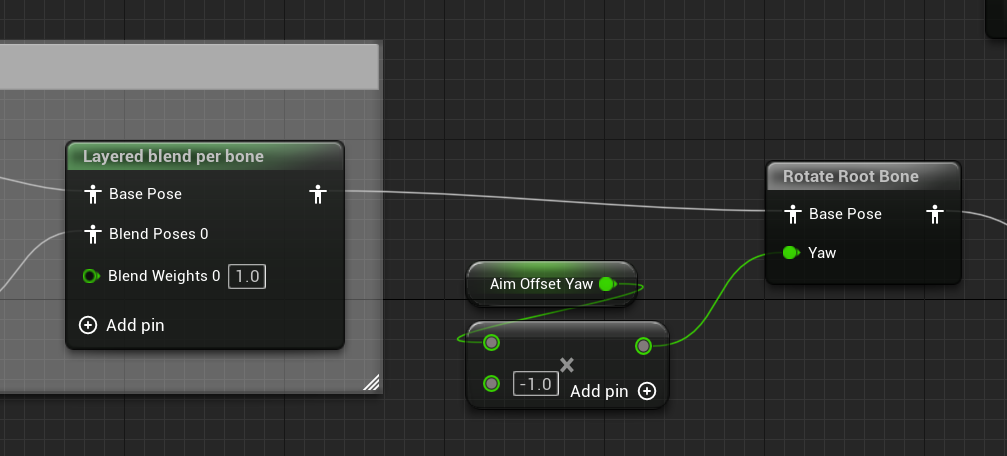 Layered blend per bone
Base Pose
Blend Poses 0
Blend Weights 0 1.0
Add pin
Aim Offset Yaw
-1.0
Add pin
Rotate Root Bone
Base Pose
Yaw